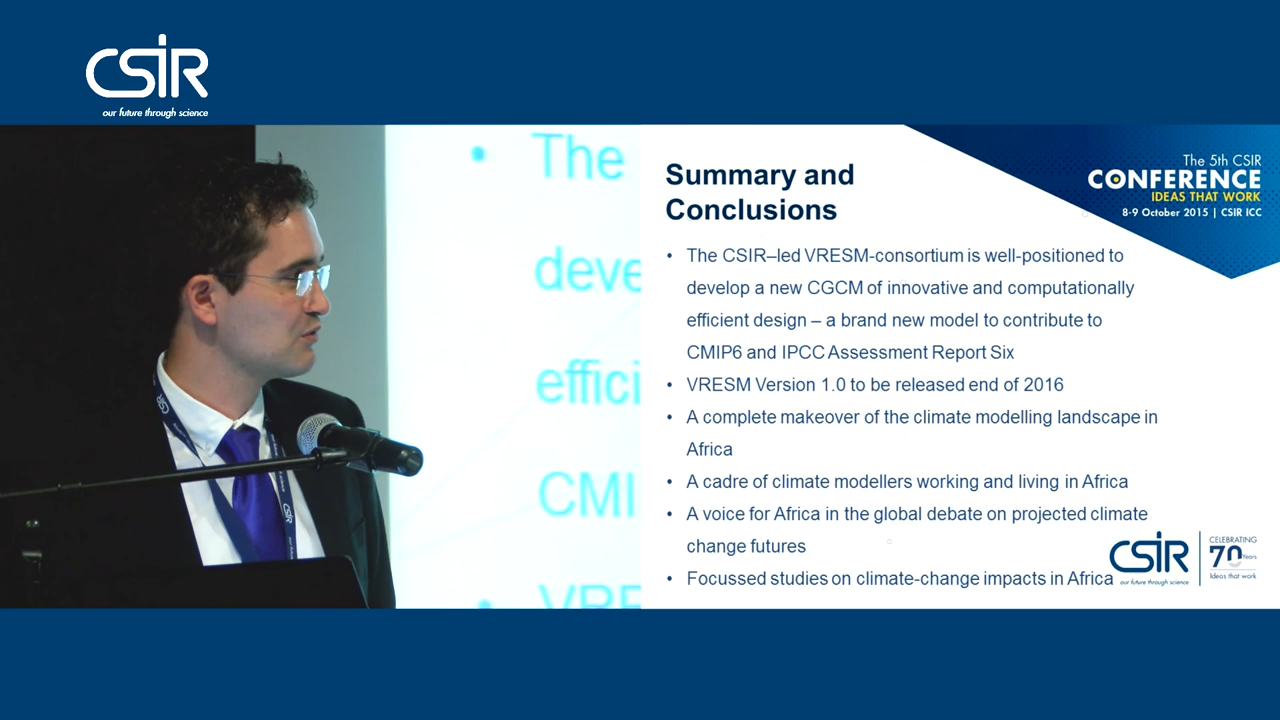 CSIR
our future through science
• The
deve
effici
CMI
• VRE
The 5th CSIR
CONFERENCE
IDEAS THAT WORK
8-9 October 2015 | CSIR ICC
Summary and
Conclusions
• The CSIR–led VRESM-consortium is well-positioned to
develop a new CGCM of innovative and computationally
efficient design – a brand new model to contribute to
CMIP6 and IPCC Assessment Report Six
• VRESM Version 1.0 to be released end of 2016
• A complete makeover of the climate modelling landscape in
Africa
• A cadre of climate modellers working and living in Africa
• A voice for Africa in the global debate on projected climate
change futures
• Focussed studies on climate-change impacts in Africa
CSIR
our future through science
CELEBRATING
70 Years
Ideas that work